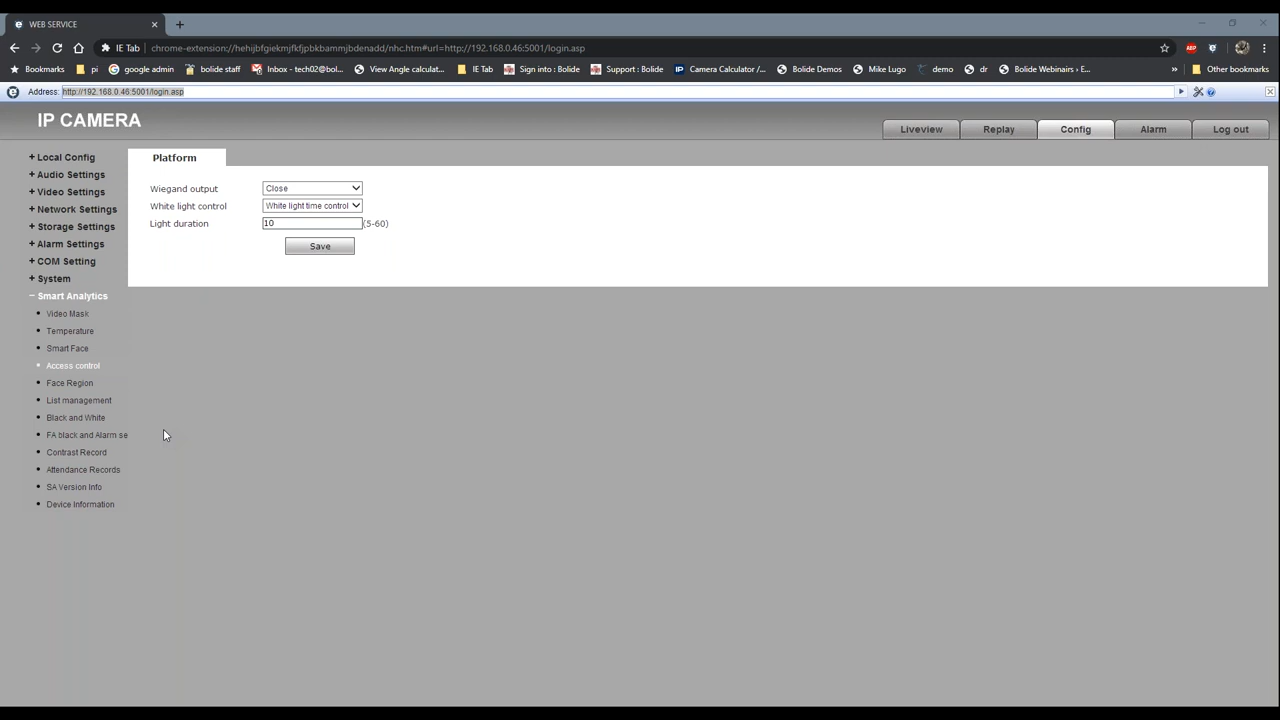 WEB SERVICE
IE Tab chrome-extension://hehijbfgiekmjfkfjpbkbammjbdenadd/nhc.htm#url=http://192.168.0.46:5001/login.asp
Bookmarks pi google admin bolide staff Inbox - tech02@bol... View Angle calculat... IE Tab Sign into : Bolide Support : Bolide Camera Calculator /... Bolide Demos Mike Lugo demo dr Bolide Webinairs › E... » Other bookmarks
Address: http://192.168.0.46:5001/login.asp
IP CAMERA
Liveview Replay Config Alarm Log out
+ Local Config
+ Audio Settings
+ Video Settings
+ Network Settings
+ Storage Settings
+ Alarm Settings
+ COM Setting
+ System
− Smart Analytics
Video Mask
Temperature
Smart Face
Access control
Face Region
List management
Black and White
FA black and Alarm se
Contrast Record
Attendance Records
SA Version Info
Device Information
Platform
Wiegand output Close
White light control White light time control
Light duration 10 (5-60)
Save